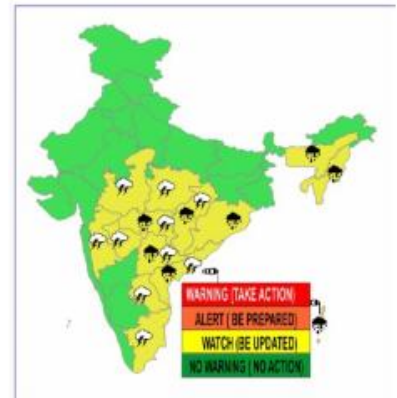 WARNING (TAKE ACTION)
ALERT ( BE PREPARED)
WATCH (BE UPDATED)
NO WARNING ( NO ACTION)